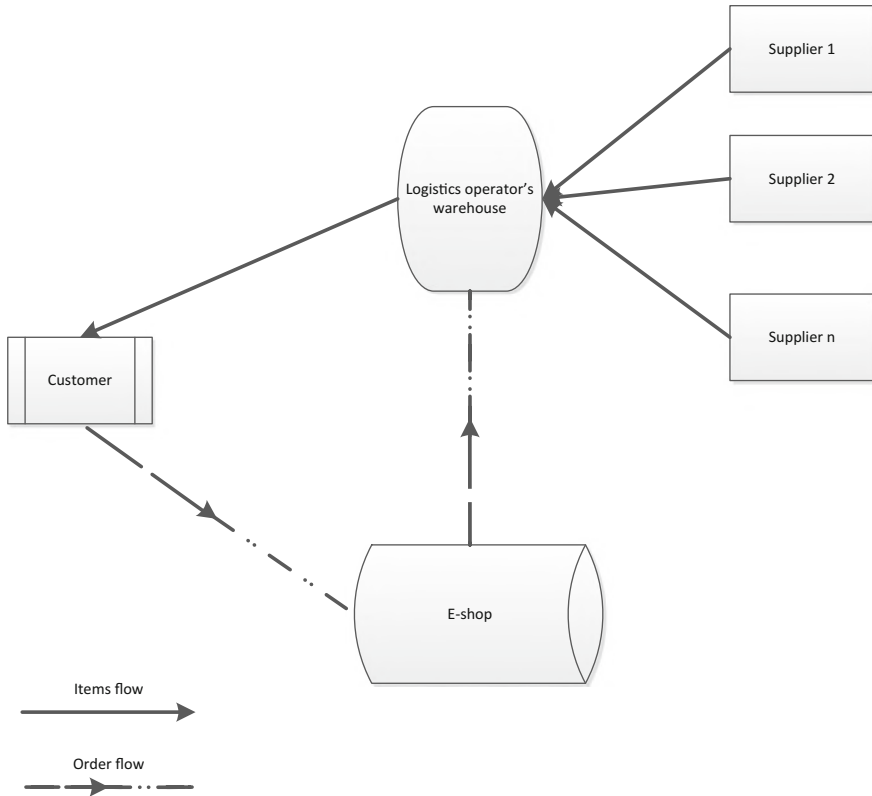 Supplier 1
Supplier 2
Logistics operator's
warehouse
Supplier n
Customer
E-shop
Items flow
Order flow